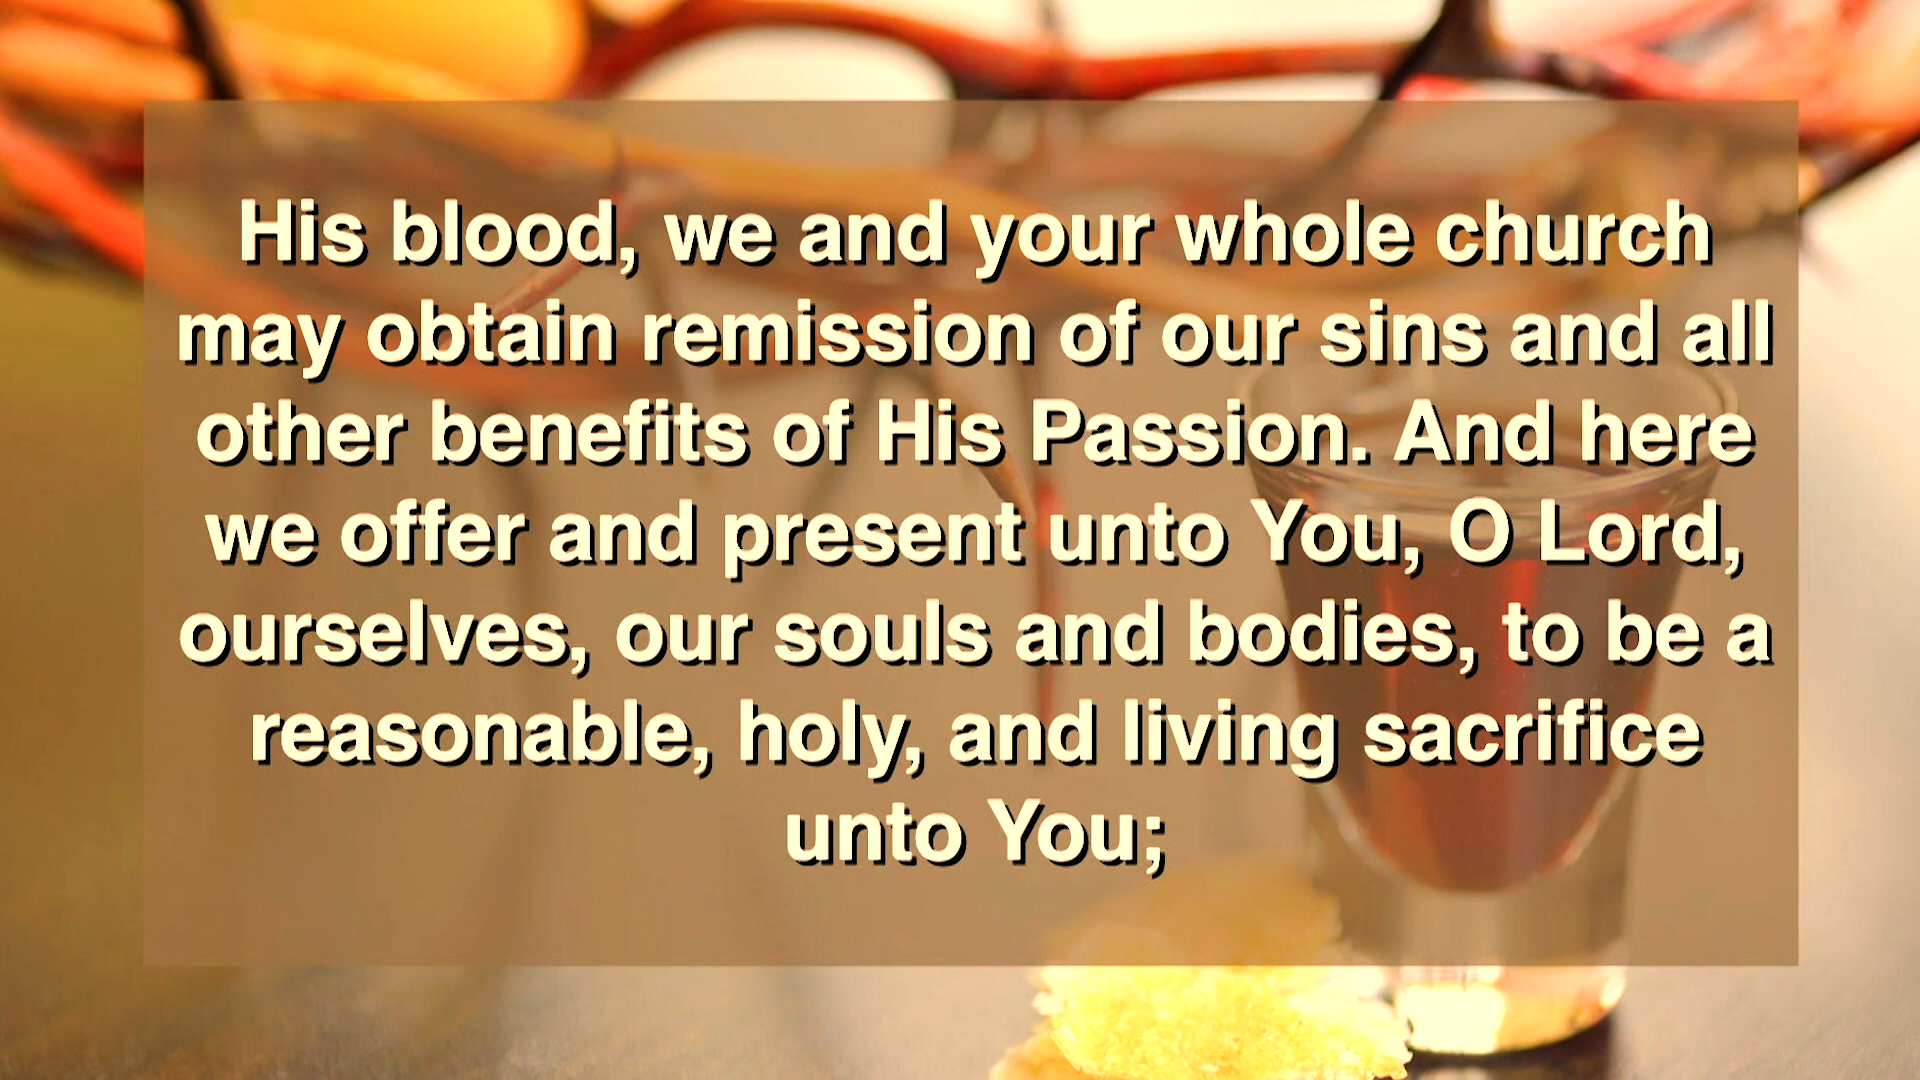 His blood, we and your whole church
may obtain remission of our sins and all
other benefits of His Passion. And here
we offer and present unto You, O Lord,
ourselves, our souls and bodies, to be a
reasonable, holy, and living sacrifice
unto You;